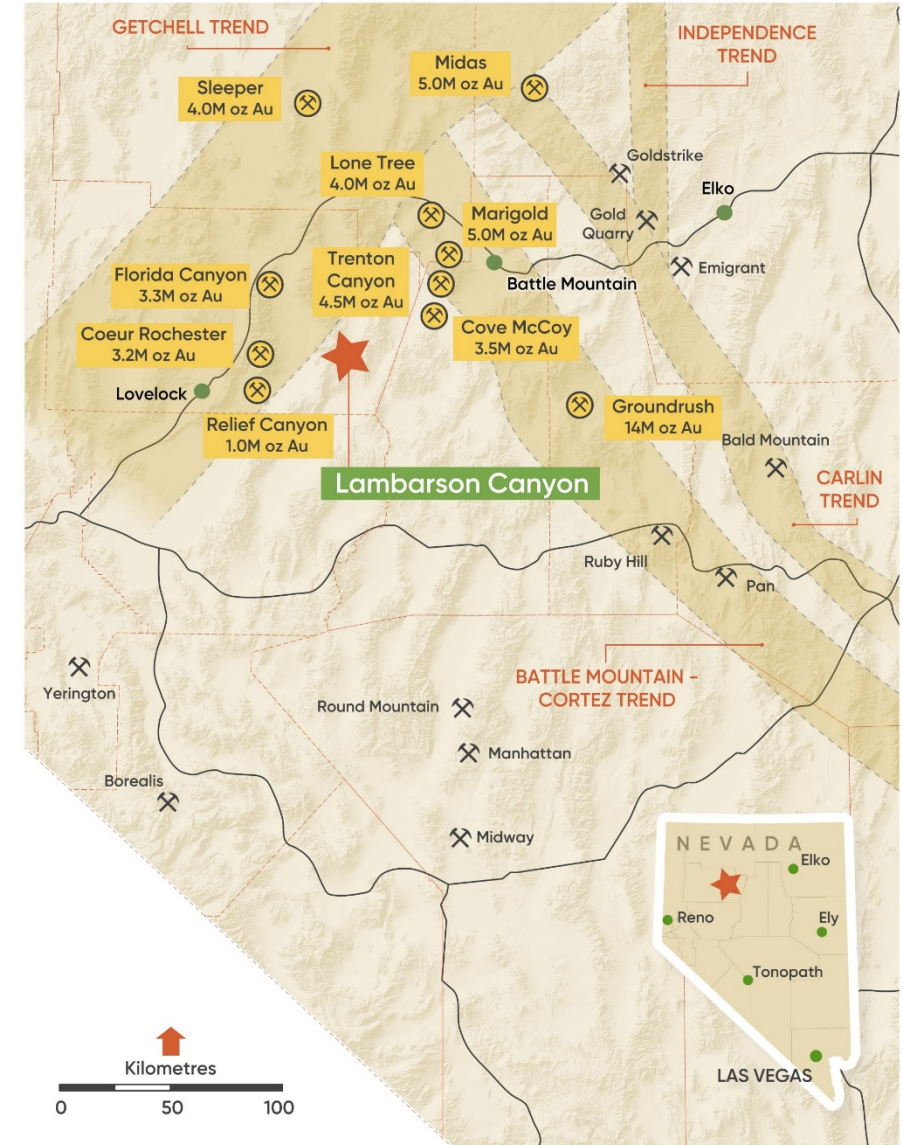 GETCHELL TREND
INDEPENDENCE
TREND
Midas
5.0M oz Au
Sleeper
4.0M oz Au
Goldstrike
Lone Tree
4.0M oz Au
Elko
Marigold
5.0M oz Au
Gold
Quarry
Trenton
Canyon
4.5M oz Au
Emigrant
Florida Canyon
3.3M oz Au
Battle Mountain
Cove McCoy
3.5M oz Au
Coeur Rochester
3.2M oz Au
Lovelock
Relief Canyon
1.0M oz Au
Groundrush
14M oz Au
Bald Mountain
Lambarson Canyon
CARLIN
TREND
Ruby Hill
Pan
BATTLE MOUNTAIN -
CORTEZ TREND
Yerington
Round Mountain
Manhattan
Borealis
Midway
NEVADA
Elko
Reno
Ely
Tonopath
LAS VEGAS
Kilometres
0 50 100